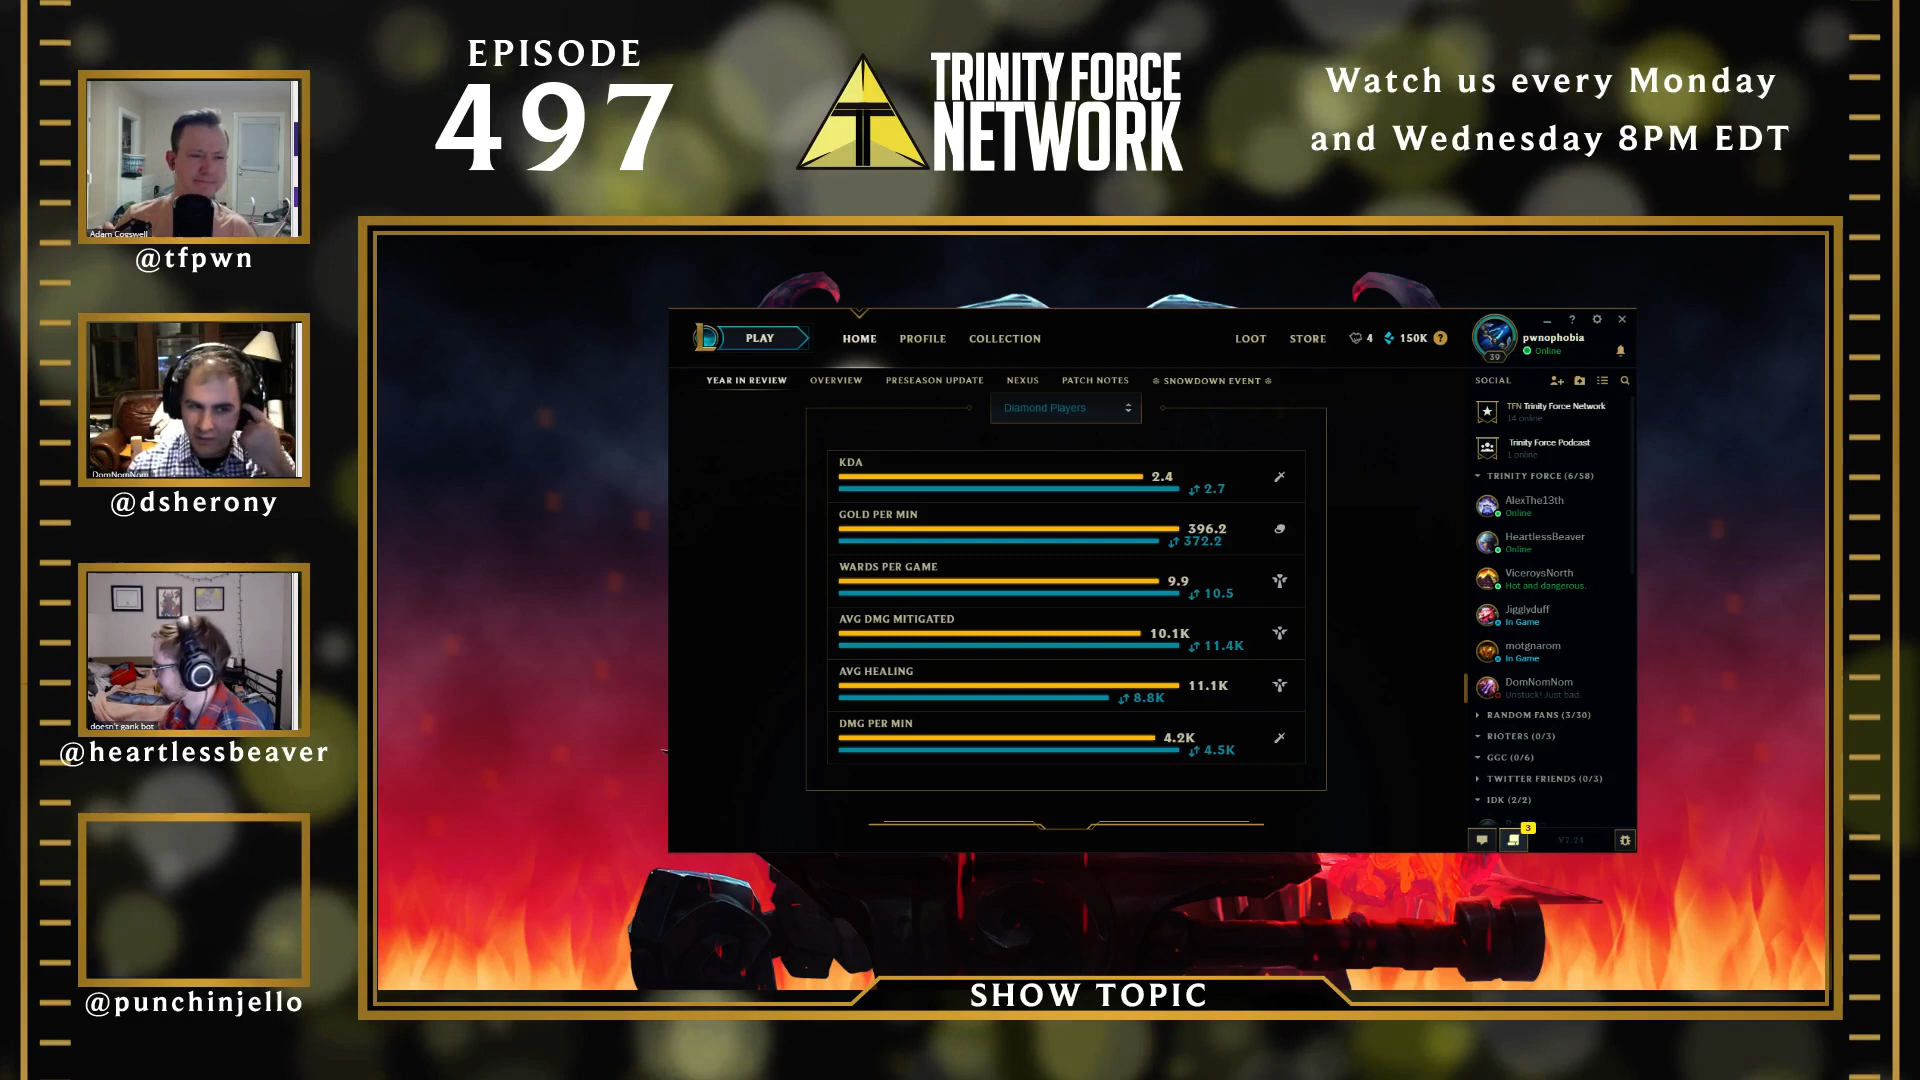 EPISODE
497
TRINITY FORCE
NETWORK
Watch us every Monday
and Wednesday 8PM EDT
Adam Cogswell
@tfpwn
DomNomNom
@dsherony
doesn't gank bot
@heartlessbeaver
@punchinjello
PLAY
HOME
PROFILE
COLLECTION
LOOT
STORE
4
150K
?
?
39
pwnophobia
Online
YEAR IN REVIEW
OVERVIEW
PRESEASON UPDATE
NEXUS
PATCH NOTES
❄ SNOWDOWN EVENT ❄
Diamond Players
KDA
2.4
2.7
GOLD PER MIN
396.2
372.2
WARDS PER GAME
9.9
10.5
AVG DMG MITIGATED
10.1K
11.4K
AVG HEALING
11.1K
8.8K
DMG PER MIN
4.2K
4.5K
SOCIAL
TFN Trinity Force Network
14 online
Trinity Force Podcast
1 online
TRINITY FORCE (6/58)
AlexThe13th
Online
HeartlessBeaver
Online
ViceroysNorth
Hot and dangerous.
Jigglyduff
In Game
motgnarom
In Game
DomNomNom
Unstuck! Just bad.
RANDOM FANS (3/30)
RIOTERS (0/3)
GGC (0/6)
TWITTER FRIENDS (0/3)
IDK (2/2)
3
V7.24
SHOW TOPIC